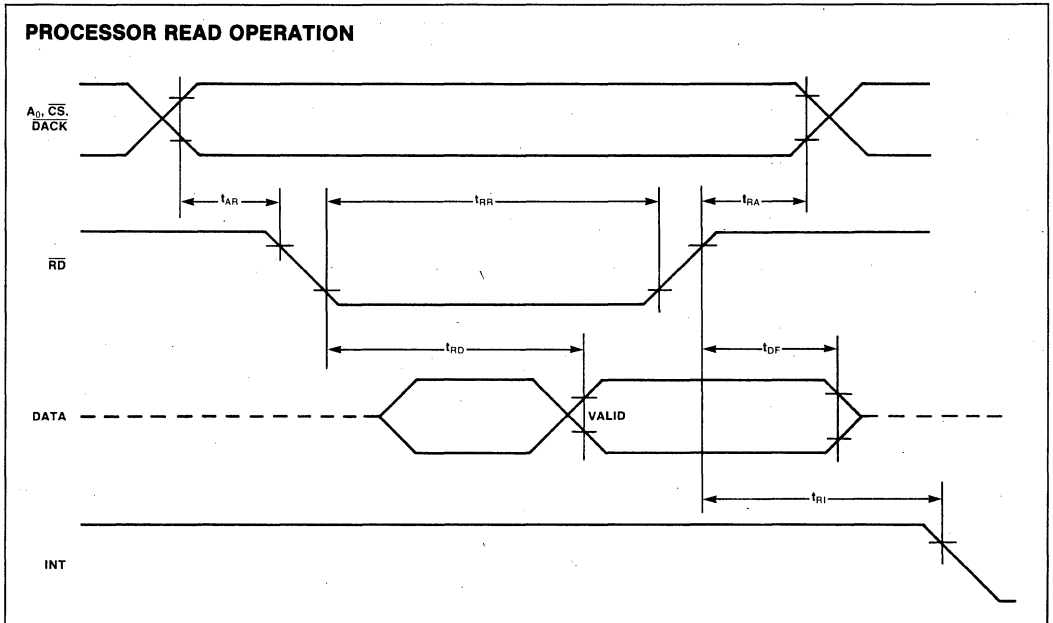 PROCESSOR READ OPERATION
A0, CS.
DACK
tAR
tRR
tRA
RD
tRD
tDF
DATA
VALID
tRI
INT